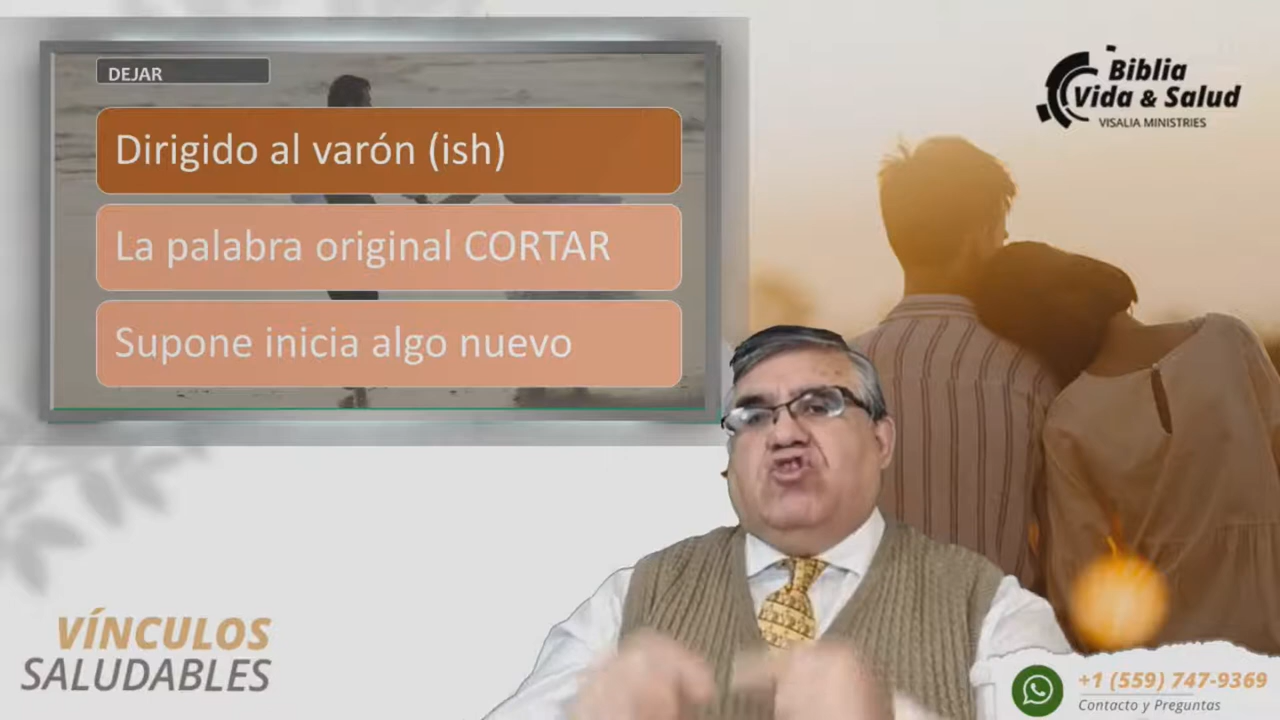 DEJAR
Dirigido al varón (ish)
La palabra original CORTAR
Supone inicia algo nuevo
Biblia
Vida & Salud
VISALIA MINISTRIES
VÍNCULOS
SALUDABLES
+1 (559) 747-9369
Contacto y Preguntas